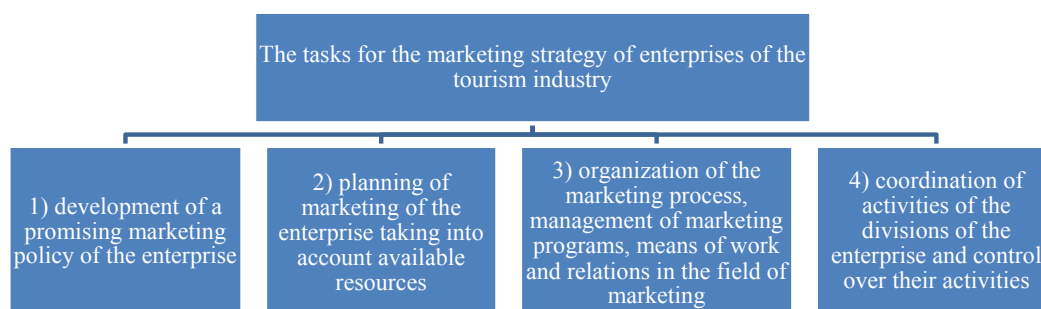 The tasks for the marketing strategy of enterprises of the
tourism industry
1) development of a
promising marketing
policy of the enterprise
2) planning of
marketing of the
enterprise taking into
account available
resources
3) organization of the
marketing process,
management of marketing
programs, means of work
and relations in the field of
marketing
4) coordination of
activities of the
divisions of the
enterprise and control
over their activities